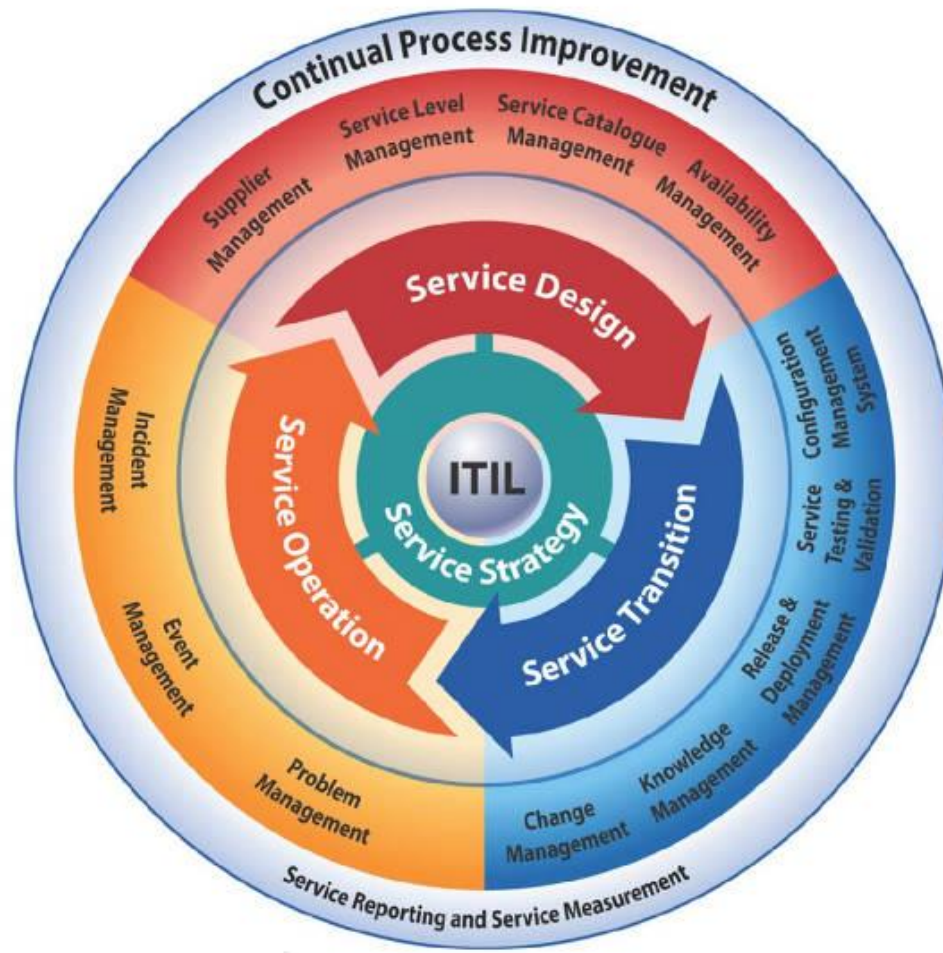 Continual Process Improvement
Supplier
Management
Service Level
Management
Service Catalogue
Management
Availability
Management
Service Design
Configuration
Management
System
Service
Testing &
Validation
Release &
Deployment
Management
Knowledge
Management
Change
Management
Service Transition
ITIL
Service Strategy
Service Operation
Incident
Management
Event
Management
Problem
Management
Service Reporting and Service Measurement